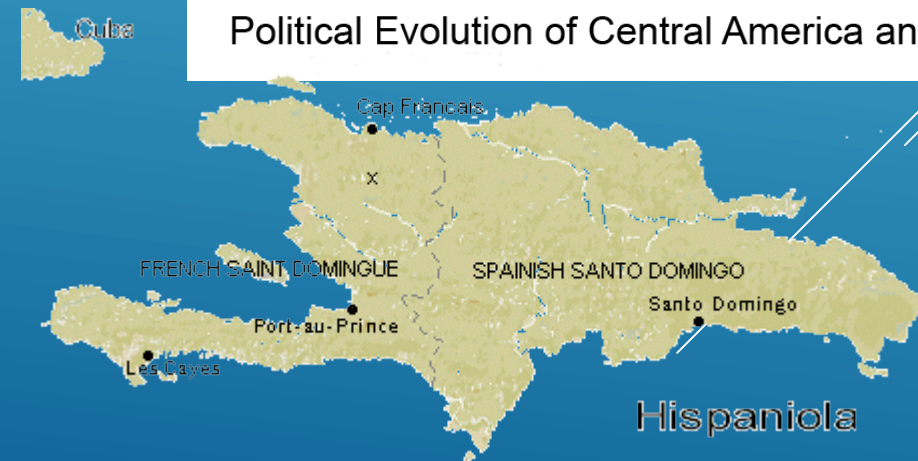 Cuba
Political Evolution of Central America an
Cap Francais
x
FRENCH SAINT DOMINGUE
SPAINISH SANTO DOMINGO
Santo Domingo
Port-au-Prince
Les Cayes
Hispaniola